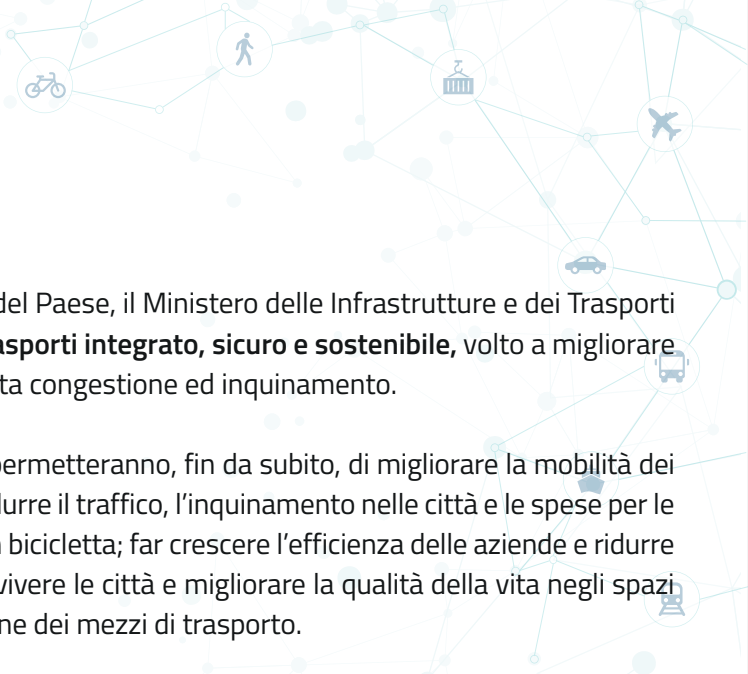 del Paese, il Ministero delle Infrastrutture e dei Trasporti
asporti integrato, sicuro e sostenibile, volto a migliorare
ta congestione ed inquinamento.
permetteranno, fin da subito, di migliorare la mobilità dei
durre il traffico, l’inquinamento nelle città e le spese per le
bicicletta; far crescere l’efficienza delle aziende e ridurre
vivere le città e migliorare la qualità della vita negli spazi
ne dei mezzi di trasporto.